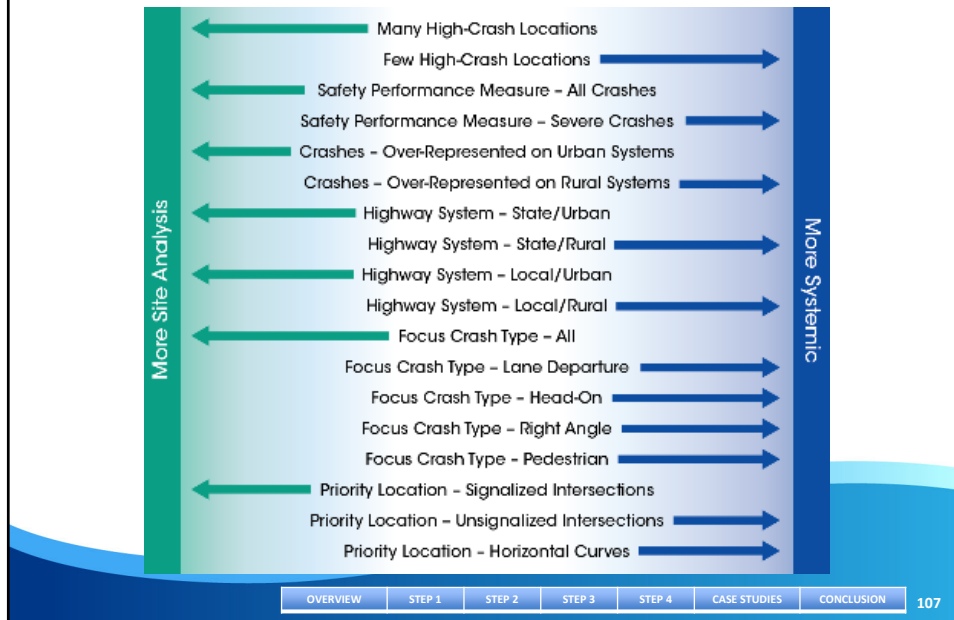 Many High-Crash Locations
Few High-Crash Locations
Safety Performance Measure – All Crashes
Safety Performance Measure – Severe Crashes
Crashes – Over-Represented on Urban Systems
Crashes – Over-Represented on Rural Systems
Highway System – State/Urban
Highway System – State/Rural
Highway System – Local/Urban
Highway System – Local/Rural
Focus Crash Type – All
Focus Crash Type – Lane Departure
Focus Crash Type – Head-On
Focus Crash Type – Right Angle
Focus Crash Type – Pedestrian
Priority Location – Signalized Intersections
Priority Location – Unsignalized Intersections
Priority Location – Horizontal Curves
More Site Analysis
More Systemic
OVERVIEW STEP 1 STEP 2 STEP 3 STEP 4 CASE STUDIES CONCLUSION 107